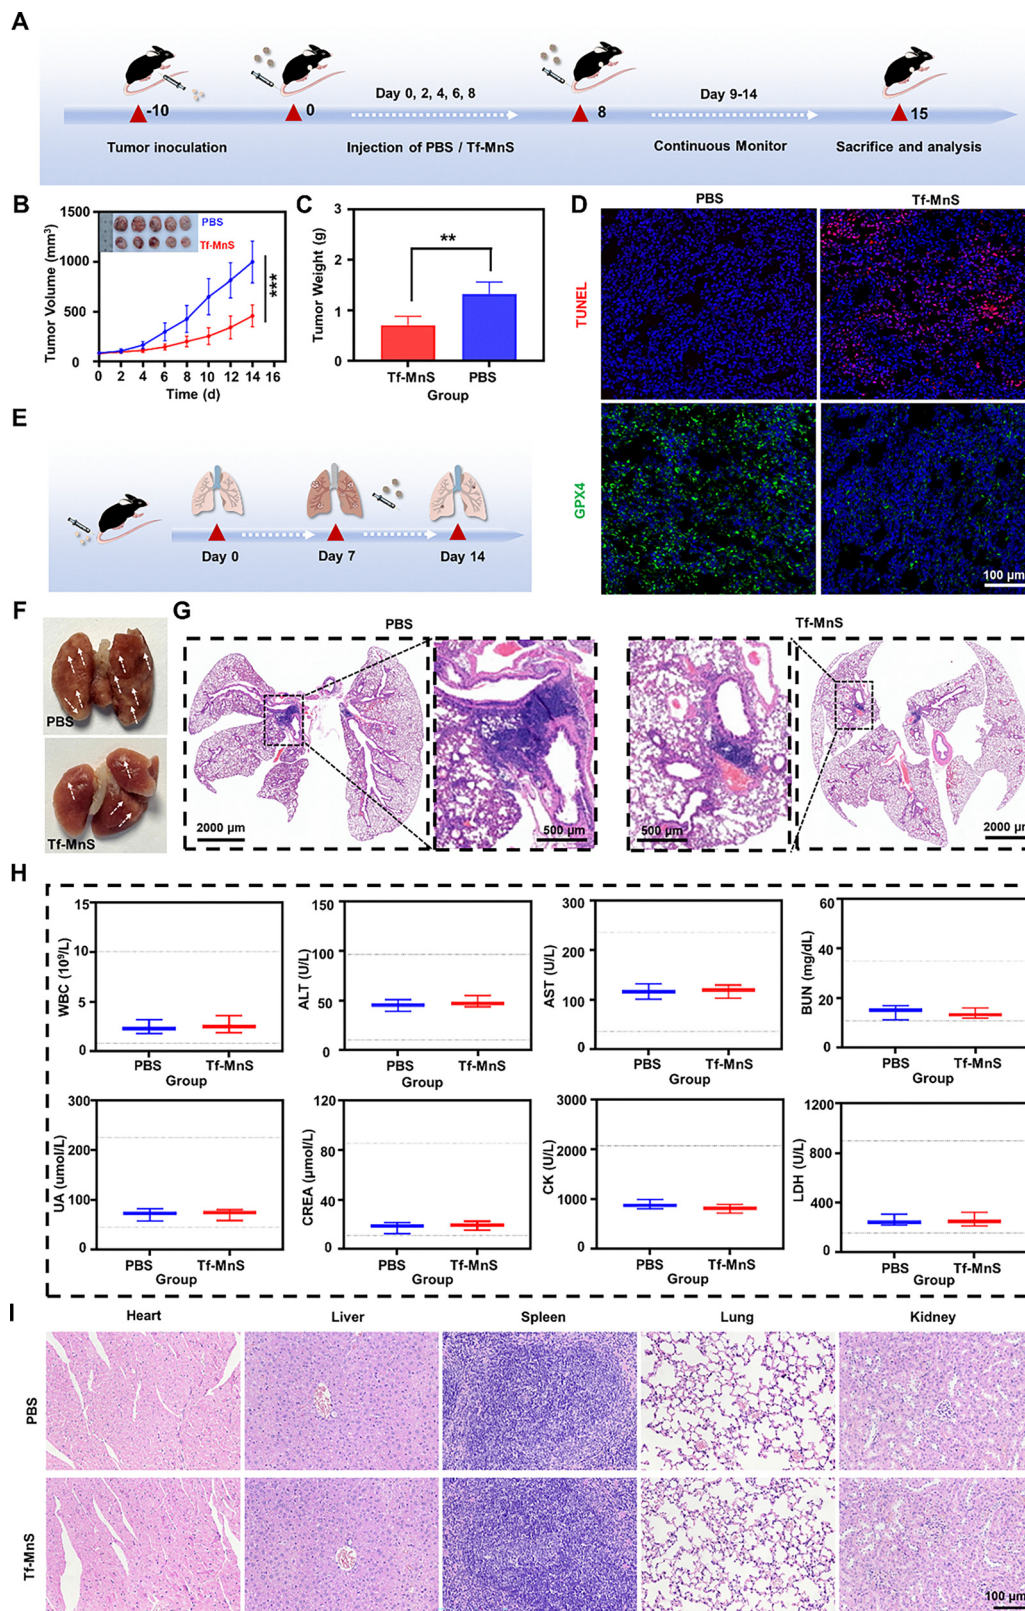 A
-10
0
Day 0, 2, 4, 6, 8
8
Day 9-14
15
Tumor inoculation
Injection of PBS / Tf-MnS
Continuous Monitor
Sacrifice and analysis
B
Tumor Volume (mm³)
1500
1000
500
0
PBS
Tf-MnS
***
0 2 4 6 8 10 12 14 16
Time (d)
C
Tumor Weight (g)
3
2
1
0
**
Tf-MnS PBS
Group
D
PBS
Tf-MnS
TUNEL
GPX4
100 μm
E
Day 0
Day 7
Day 14
F
PBS
Tf-MnS
G
PBS
Tf-MnS
2000 μm
500 μm
500 μm
2000 μm
H
WBC (10⁹/L)
15
10
5
0
PBS Tf-MnS
Group
ALT (U/L)
150
100
50
0
PBS Tf-MnS
Group
AST (U/L)
300
200
100
0
PBS Tf-MnS
Group
BUN (mg/dL)
60
40
20
0
PBS Tf-MnS
Group
UA (umol/L)
300
200
100
0
PBS Tf-MnS
Group
CREA (μmol/L)
120
80
40
0
PBS Tf-MnS
Group
CK (U/L)
3000
2000
1000
0
PBS Tf-MnS
Group
LDH (U/L)
1200
800
400
0
PBS Tf-MnS
Group
I
Heart
Liver
Spleen
Lung
Kidney
PBS
Tf-MnS
100 μm